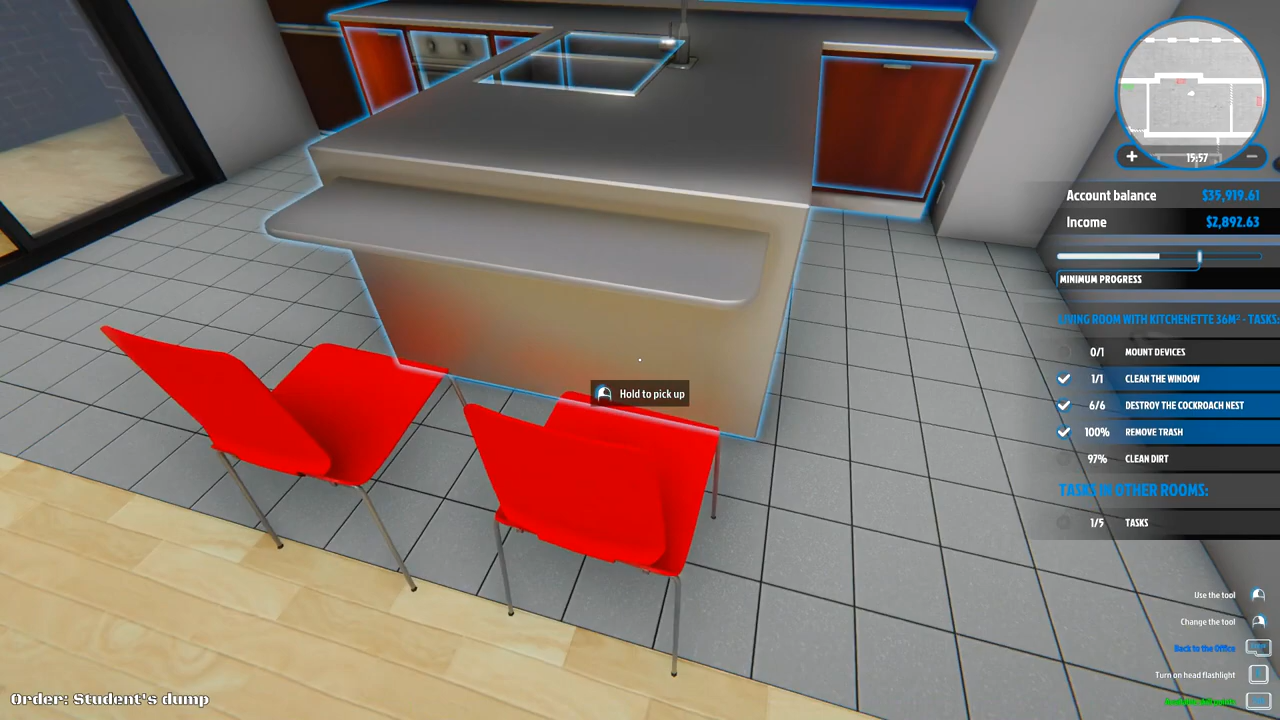 15:57
Account balance $35,919.61
Income $2,892.63
MINIMUM PROGRESS
LIVING ROOM WITH KITCHENETTE 36M² - TASKS:
0/1 MOUNT DEVICES
1/1 CLEAN THE WINDOW
6/6 DESTROY THE COCKROACH NEST
100% REMOVE TRASH
97% CLEAN DIRT
TASKS IN OTHER ROOMS:
1/5 TASKS
Hold to pick up
Use the tool
Change the tool
Back to the Office
Turn on head flashlight
Order: Student's dump